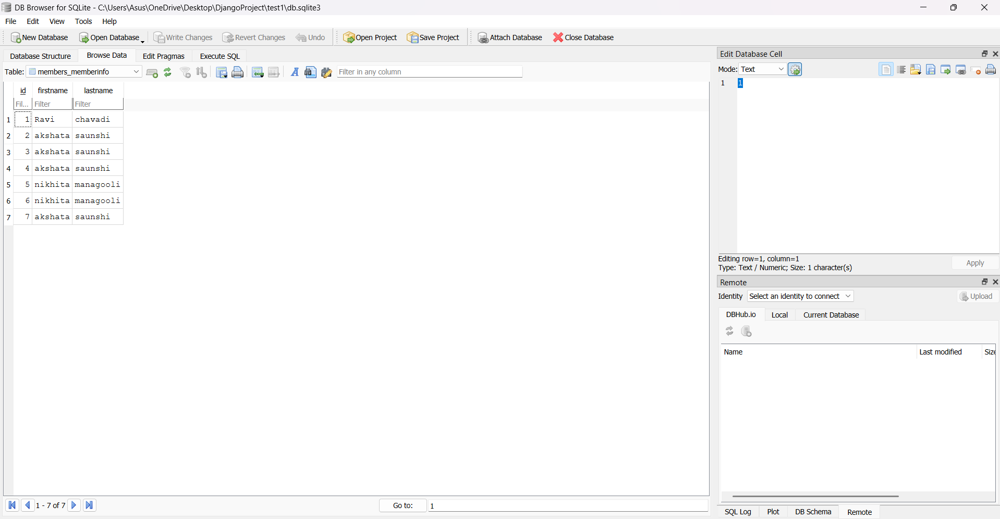 DB Browser for SQLite - C:\Users\Asus\OneDrive\Desktop\DjangoProject\test1\db.sqlite3
File Edit View Tools Help
New Database Open Database Write Changes Revert Changes Undo Open Project Save Project Attach Database Close Database
Database Structure Browse Data Edit Pragmas Execute SQL
Table: members_memberinfo Filter in any column
id firstname lastname
Fil... Filter Filter
1 1 Ravi chavadi
2 2 akshata saunshi
3 3 akshata saunshi
4 4 akshata saunshi
5 5 nikhita managooli
6 6 nikhita managooli
7 7 akshata saunshi
1 - 7 of 7 Go to: 1
Edit Database Cell
Mode: Text
1 1
Editing row=1, column=1
Type: Text / Numeric; Size: 1 character(s)
Apply
Remote
Identity Select an identity to connect Upload
DBHub.io Local Current Database
Name Last modified Size
SQL Log Plot DB Schema Remote